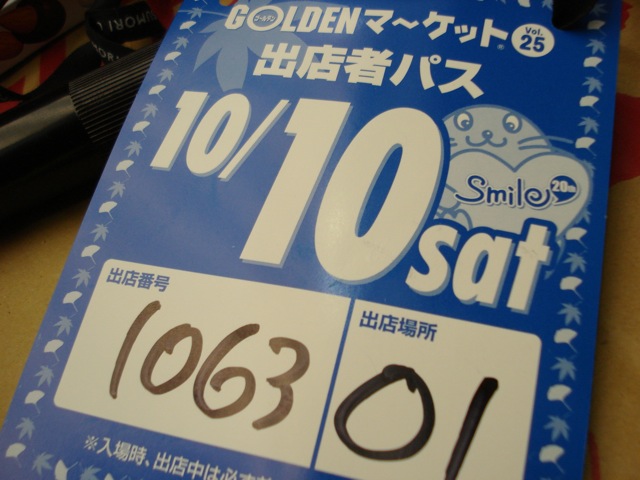 GOLDENマ〜ケット® Vol.25
ゴールデン
出店者パス
10/10sat
Smile 20th
出店番号
1063
出店場所
01
※入場時、出店中は必